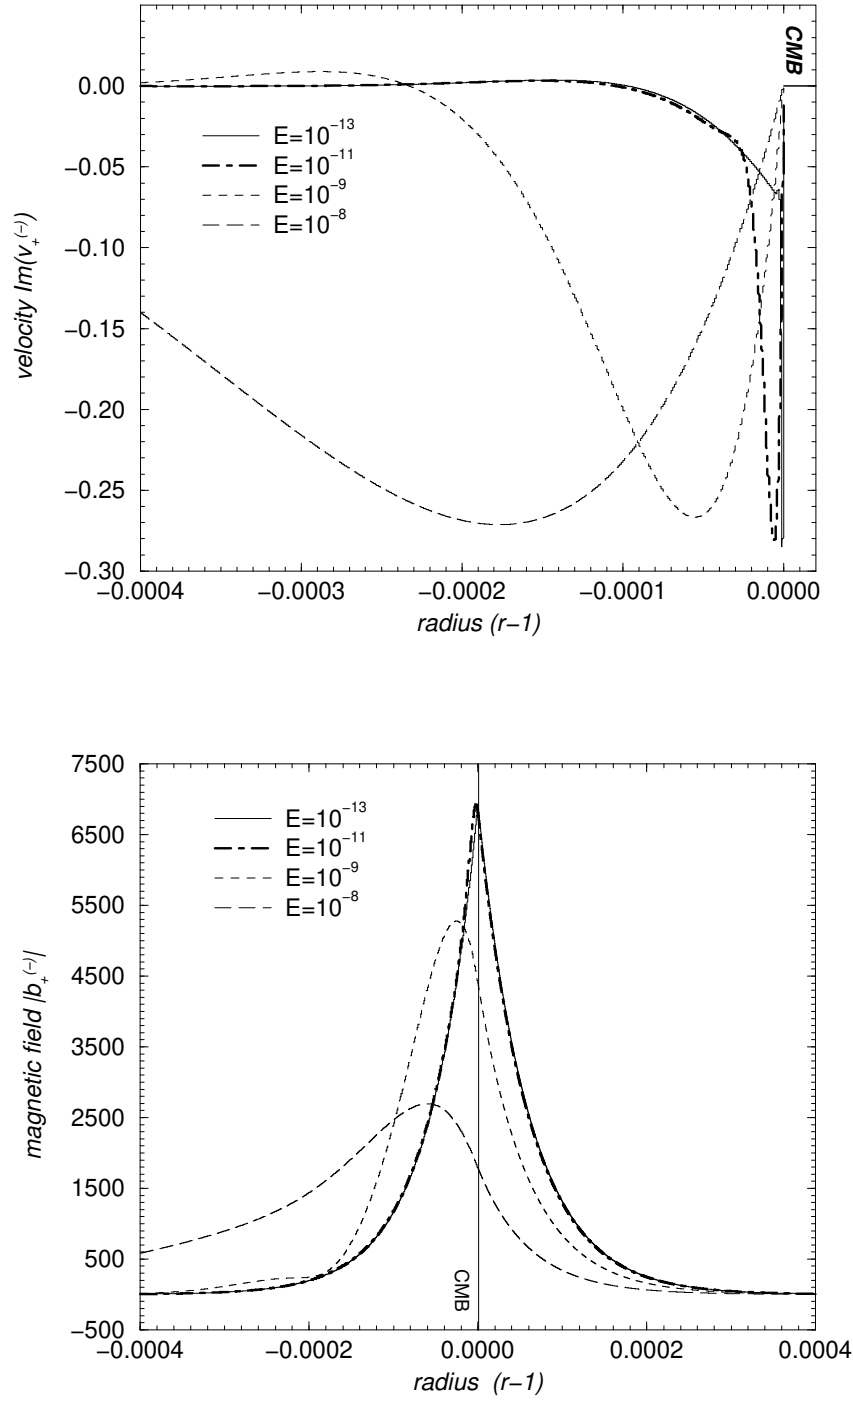 CMB
0.00
−0.05
−0.10
−0.15
−0.20
−0.25
−0.30
E=10⁻¹³
E=10⁻¹¹
E=10⁻⁹
E=10⁻⁸
velocity Im(v₊⁽⁻⁾)
−0.0004 −0.0003 −0.0002 −0.0001 0.0000
radius (r−1)
7500
6500
5500
4500
3500
2500
1500
500
−500
E=10⁻¹³
E=10⁻¹¹
E=10⁻⁹
E=10⁻⁸
magnetic field |b₊⁽⁻⁾|
CMB
−0.0004 −0.0002 0.0000 0.0002 0.0004
radius (r−1)